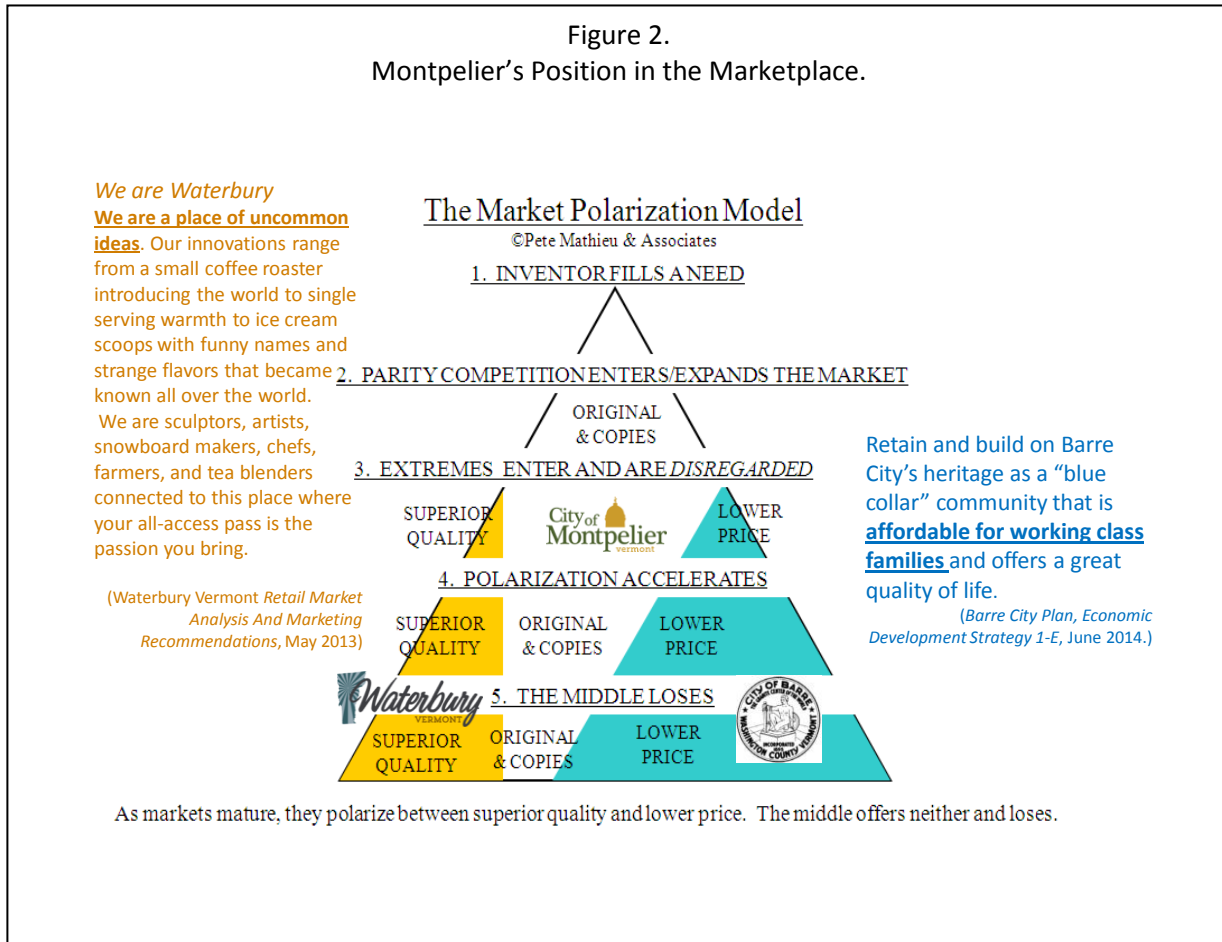 Figure 2.
Montpelier's Position in the Marketplace.
We are Waterbury
We are a place of uncommon
ideas. Our innovations range
from a small coffee roaster
introducing the world to single
serving warmth to ice cream
scoops with funny names and
strange flavors that became
known all over the world.
We are sculptors, artists,
snowboard makers, chefs,
farmers, and tea blenders
connected to this place where
your all-access pass is the
passion you bring.
(Waterbury Vermont Retail Market
Analysis And Marketing
Recommendations, May 2013)
The Market Polarization Model
©Pete Mathieu & Associates
1. INVENTOR FILLS A NEED
2. PARITY COMPETITION ENTERS/EXPANDS THE MARKET
ORIGINAL
& COPIES
3. EXTREMES ENTER AND ARE DISREGARDED
SUPERIOR
QUALITY
City of
Montpelier
vermont
LOWER
PRICE
4. POLARIZATION ACCELERATES
SUPERIOR
QUALITY
ORIGINAL
& COPIES
LOWER
PRICE
Waterbury
VERMONT
5. THE MIDDLE LOSES
CITY OF BARRE
WASHINGTON COUNTY VERMONT
SUPERIOR
QUALITY
ORIGINAL
& COPIES
LOWER
PRICE
Retain and build on Barre
City's heritage as a "blue
collar" community that is
affordable for working class
families and offers a great
quality of life.
(Barre City Plan, Economic
Development Strategy 1-E, June 2014.)
As markets mature, they polarize between superior quality and lower price. The middle offers neither and loses.